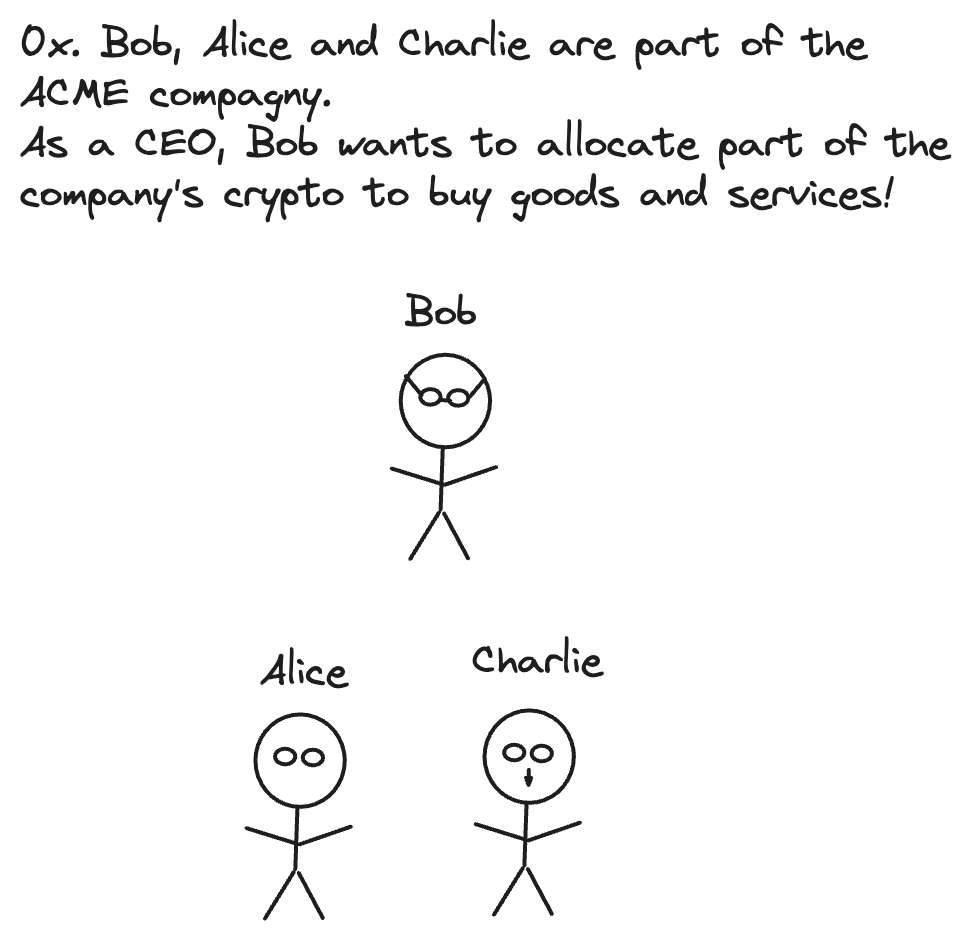 0x. Bob, Alice and Charlie are part of the
ACME compagny.
As a CEO, Bob wants to allocate part of the
company's crypto to buy goods and services!
Bob
Alice
Charlie